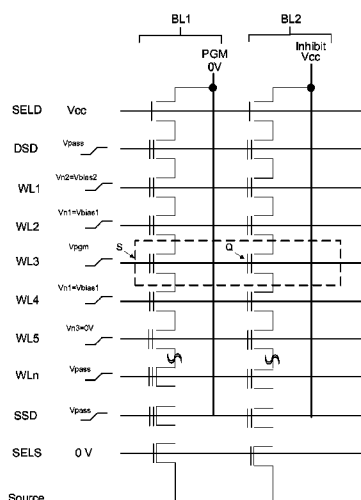 BL1 BL2
PGM
0V
Inhibit
Vcc
SELD Vcc
DSD Vpass
WL1 Vn2=Vbias2
WL2 Vn1=Vbias1
S Q
WL3 Vpgm
WL4 Vn1=Vbias1
WL5 Vn3=0V
WLn Vpass
SSD Vpass
SELS 0 V
Source